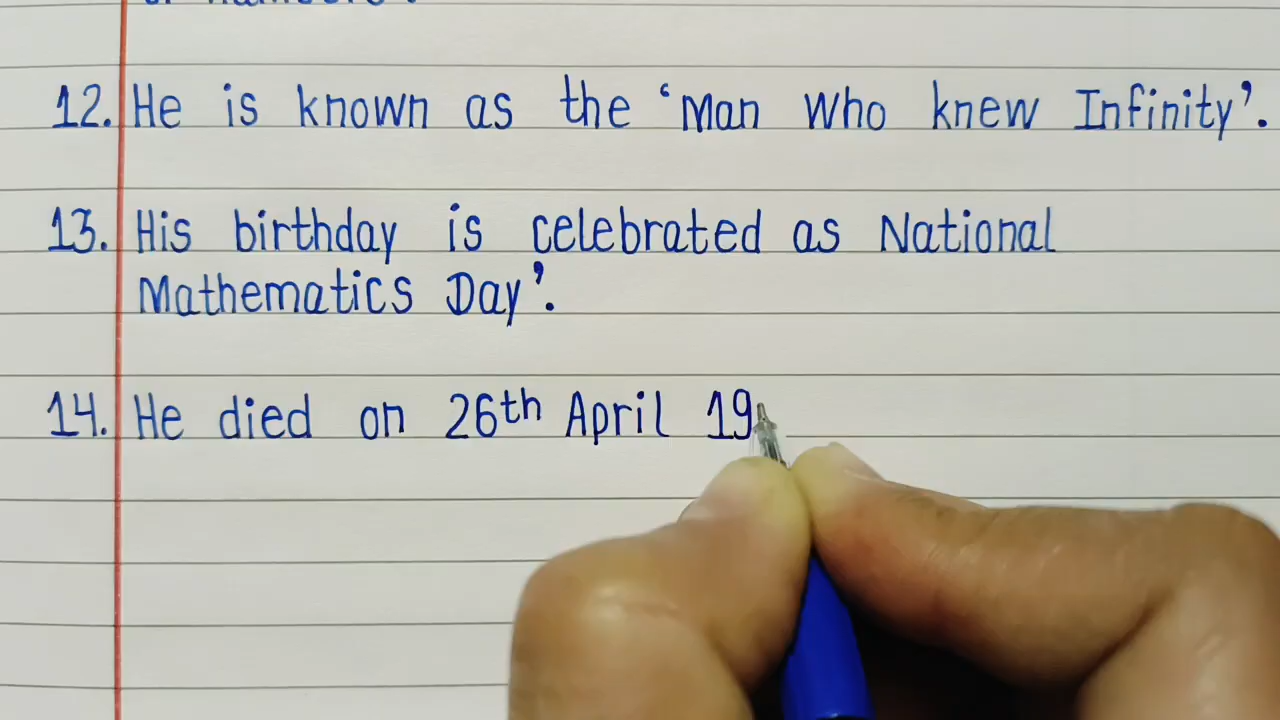 12. He is known as the ‘Man Who knew Infinity’.
13. His birthday is celebrated as National
Mathematics Day’.
14. He died on 26th April 19